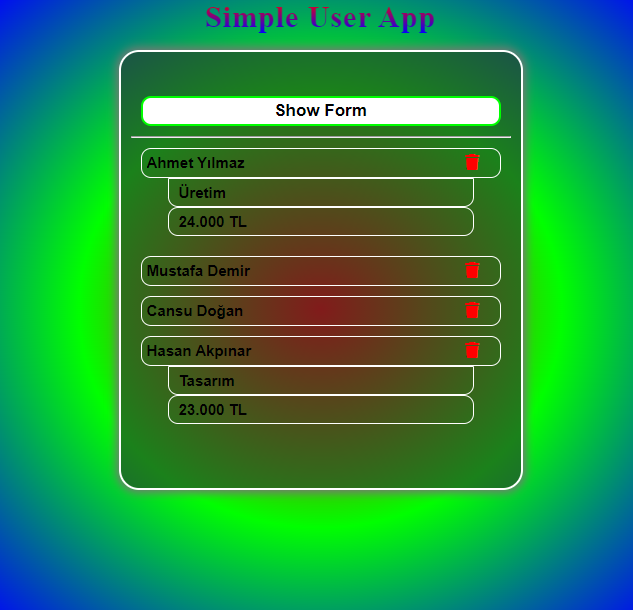 Simple User App
Show Form
Ahmet Yılmaz
Üretim
24.000 TL
Mustafa Demir
Cansu Doğan
Hasan Akpınar
Tasarım
23.000 TL